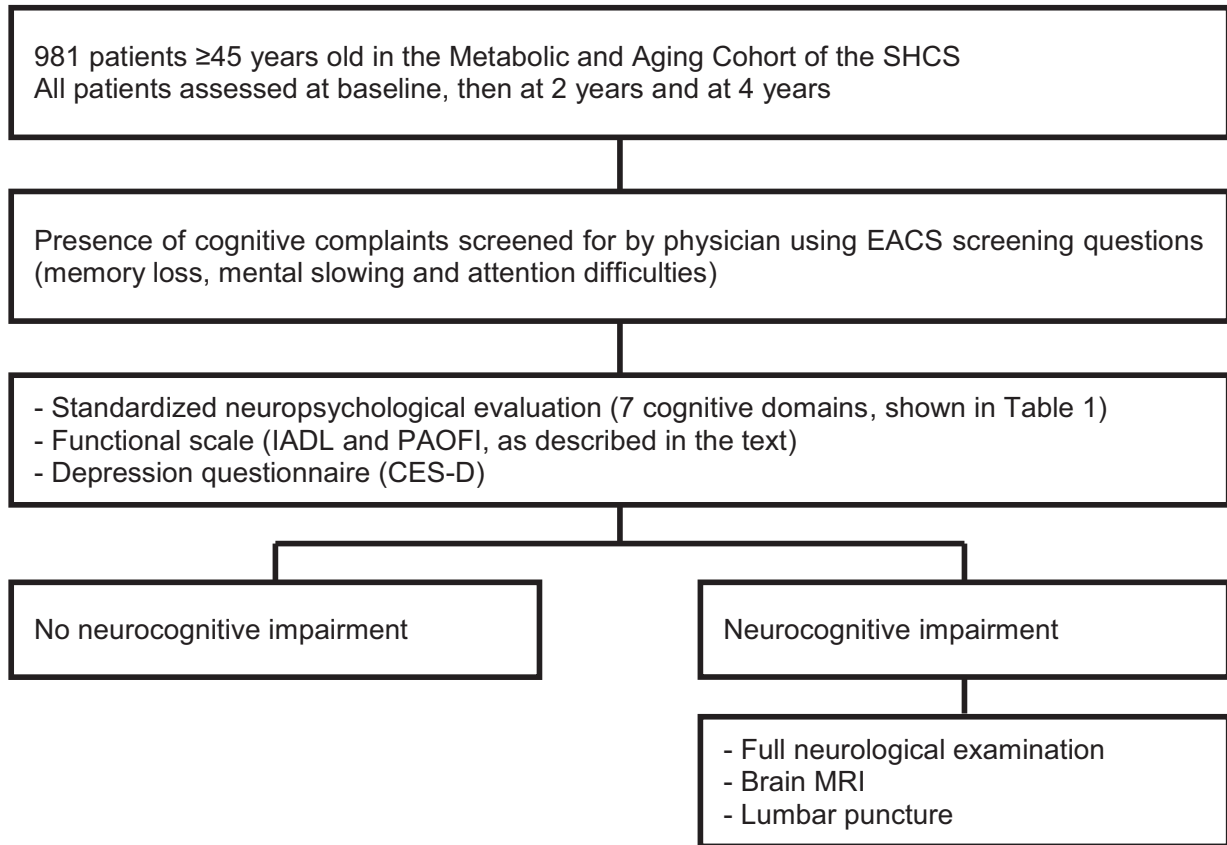 981 patients ≥45 years old in the Metabolic and Aging Cohort of the SHCS
All patients assessed at baseline, then at 2 years and at 4 years
Presence of cognitive complaints screened for by physician using EACS screening questions
(memory loss, mental slowing and attention difficulties)
- Standardized neuropsychological evaluation (7 cognitive domains, shown in Table 1)
- Functional scale (IADL and PAOFI, as described in the text)
- Depression questionnaire (CES-D)
No neurocognitive impairment
Neurocognitive impairment
- Full neurological examination
- Brain MRI
- Lumbar puncture